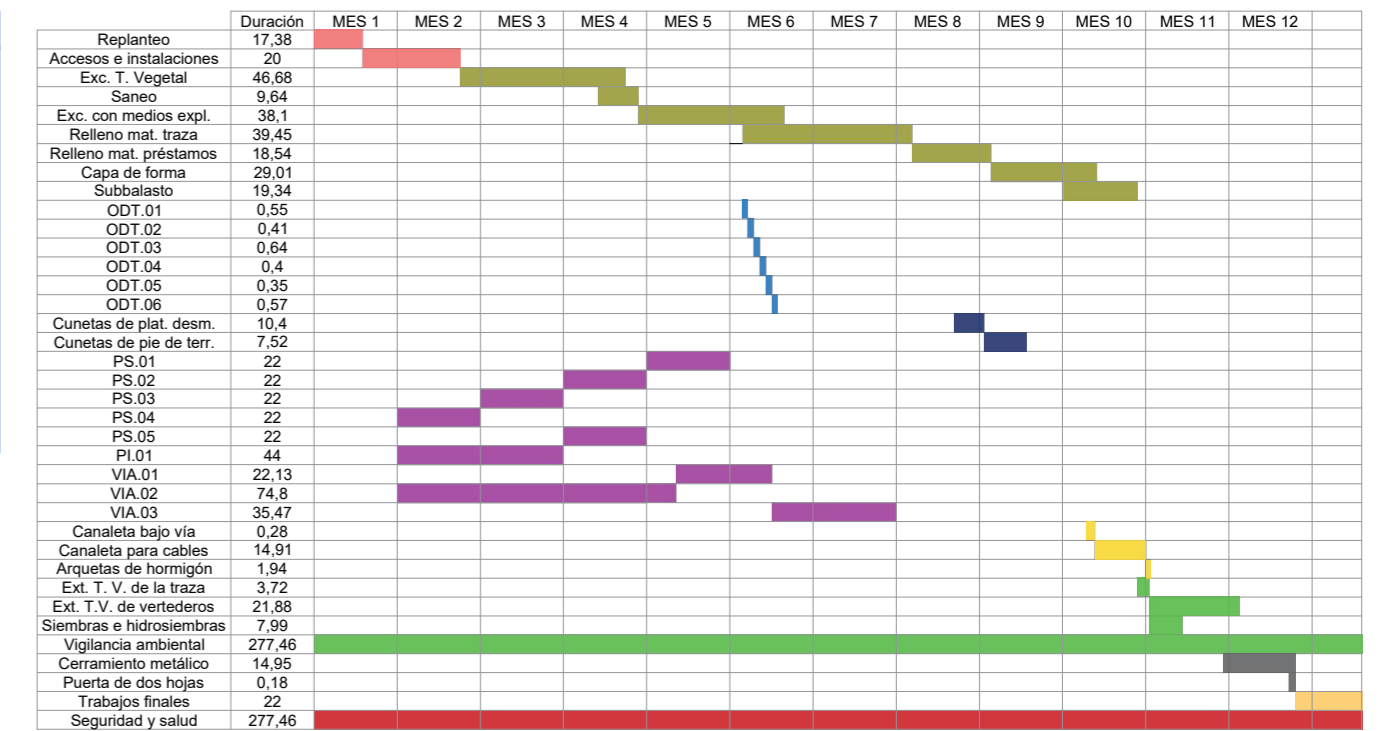 Duración MES 1 MES 2 MES 3 MES 4 MES 5 MES 6 MES 7 MES 8 MES 9 MES 10 MES 11 MES 12
Replanteo 17,38
Accesos e instalaciones 20
Exc. T. Vegetal 46,68
Saneo 9,64
Exc. con medios expl. 38,1
Relleno mat. traza 39,45
Relleno mat. préstamos 18,54
Capa de forma 29,01
Subbalasto 19,34
ODT.01 0,55
ODT.02 0,41
ODT.03 0,64
ODT.04 0,4
ODT.05 0,35
ODT.06 0,57
Cunetas de plat. desm. 10,4
Cunetas de pie de terr. 7,52
PS.01 22
PS.02 22
PS.03 22
PS.04 22
PS.05 22
PI.01 44
VIA.01 22,13
VIA.02 74,8
VIA.03 35,47
Canaleta bajo vía 0,28
Canaleta para cables 14,91
Arquetas de hormigón 1,94
Ext. T. V. de la traza 3,72
Ext. T.V. de vertederos 21,88
Siembras e hidrosiembras 7,99
Vigilancia ambiental 277,46
Cerramiento metálico 14,95
Puerta de dos hojas 0,18
Trabajos finales 22
Seguridad y salud 277,46